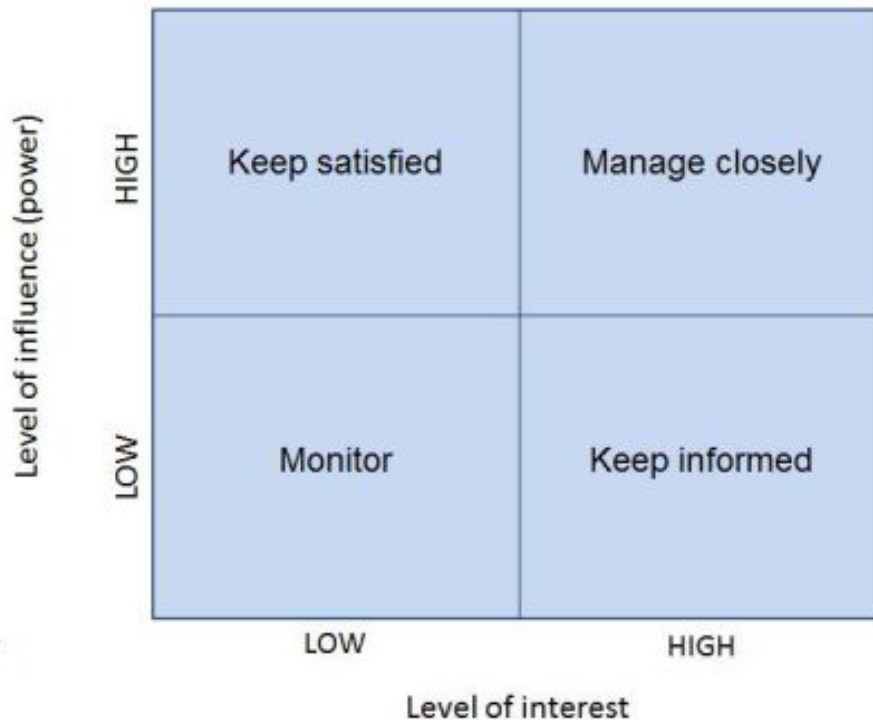 Level of influence (power)
HIGH
Keep satisfied
Manage closely
LOW
Monitor
Keep informed
LOW
HIGH
Level of interest